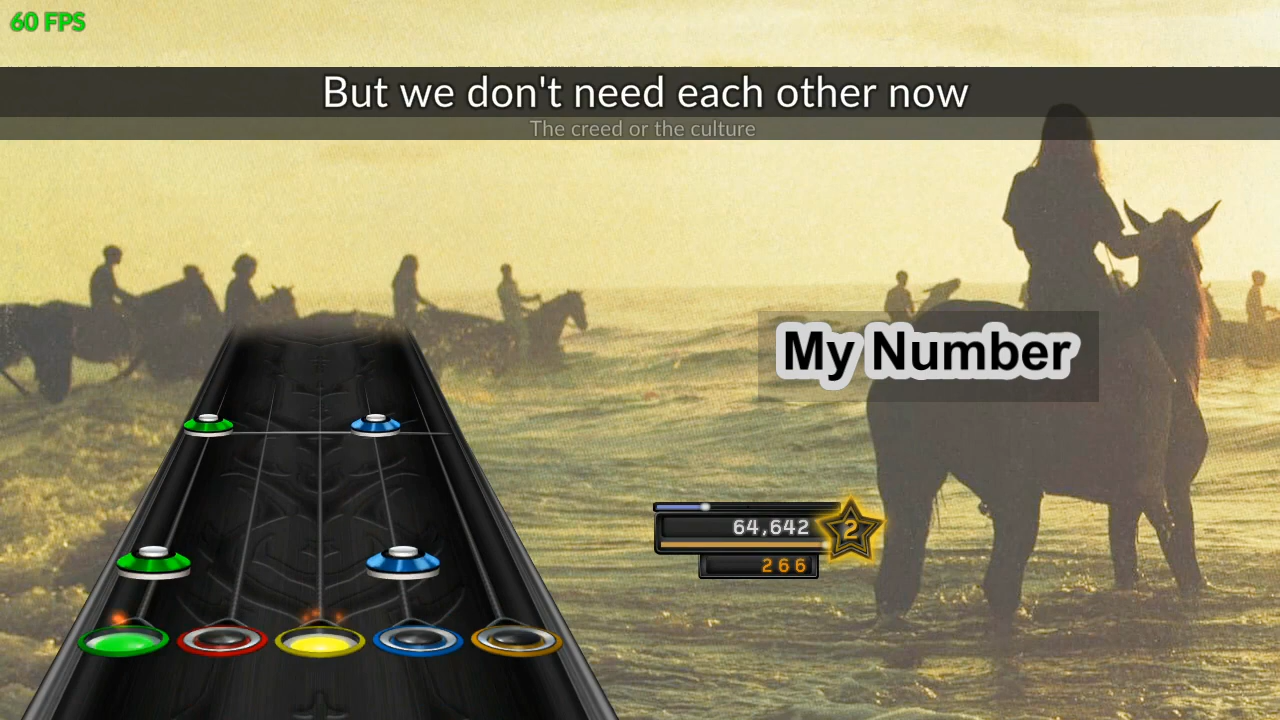 60 FPS
But we don't need each other now
The creed or the culture
My Number
64,642
2
266